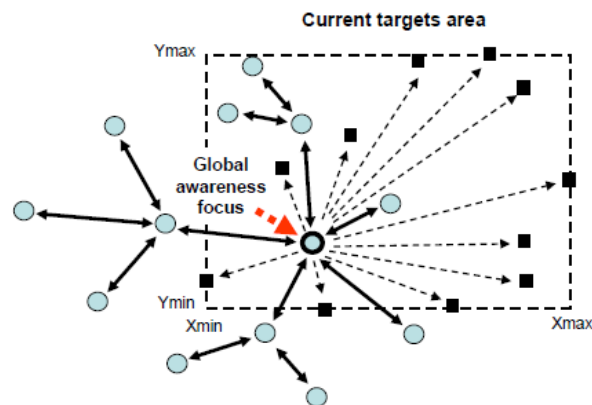 Current targets area
Ymax
Global
awareness
focus
Ymin
Xmin
Xmax